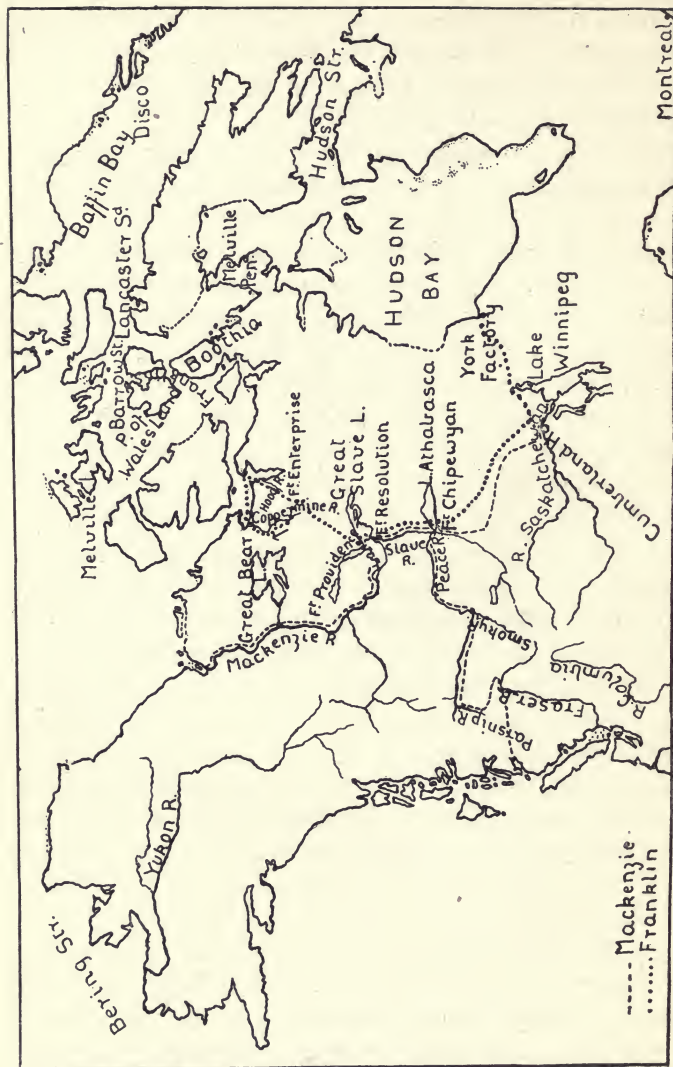 Bering Str.
Yukon R.
Mackenzie R
Great Bear
Melville
Barrow St.
Lancaster Sd
P of
Wales Land
Frank
Boothia
Baffin Bay
Disco
Melville
Pen.
Hudson Str.
HUDSON
BAY
Coppermine R.
Hood R.
Ft Enterprise
Great
Slave L.
Ft Resolution
Slave
R.
L Athabasca
Ft Chipewyan
Peace R.
Smoky R
Parsnip R
Fraser R
R Columbia
York
Factory
Lake
Winnipeg
R. Saskatchewan
Cumberland H
Montreal
Mackenzie
Franklin